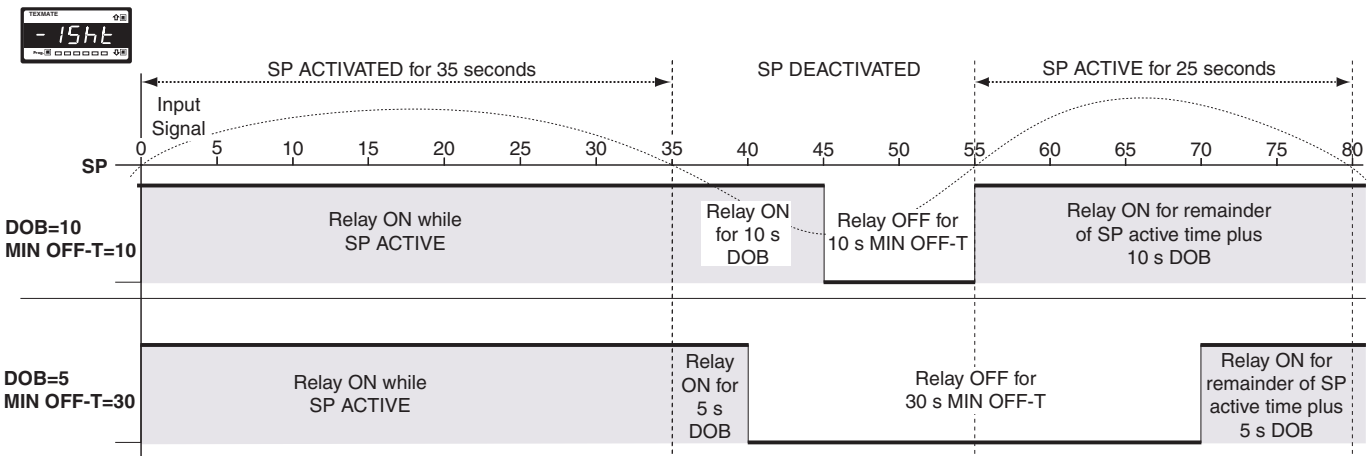 TEXMATE
-1Sht
Prog.
SP ACTIVATED for 35 seconds
SP DEACTIVATED
SP ACTIVE for 25 seconds
Input
Signal
0 5 10 15 20 25 30 35 40 45 50 55 60 65 70 75 80
SP
DOB=10
MIN OFF-T=10
Relay ON while
SP ACTIVE
Relay ON
for 10 s
DOB
Relay OFF for
10 s MIN OFF-T
Relay ON for remainder
of SP active time plus
10 s DOB
DOB=5
MIN OFF-T=30
Relay ON while
SP ACTIVE
Relay
ON for
5 s
DOB
Relay OFF for
30 s MIN OFF-T
Relay ON for
remainder of SP
active time plus
5 s DOB